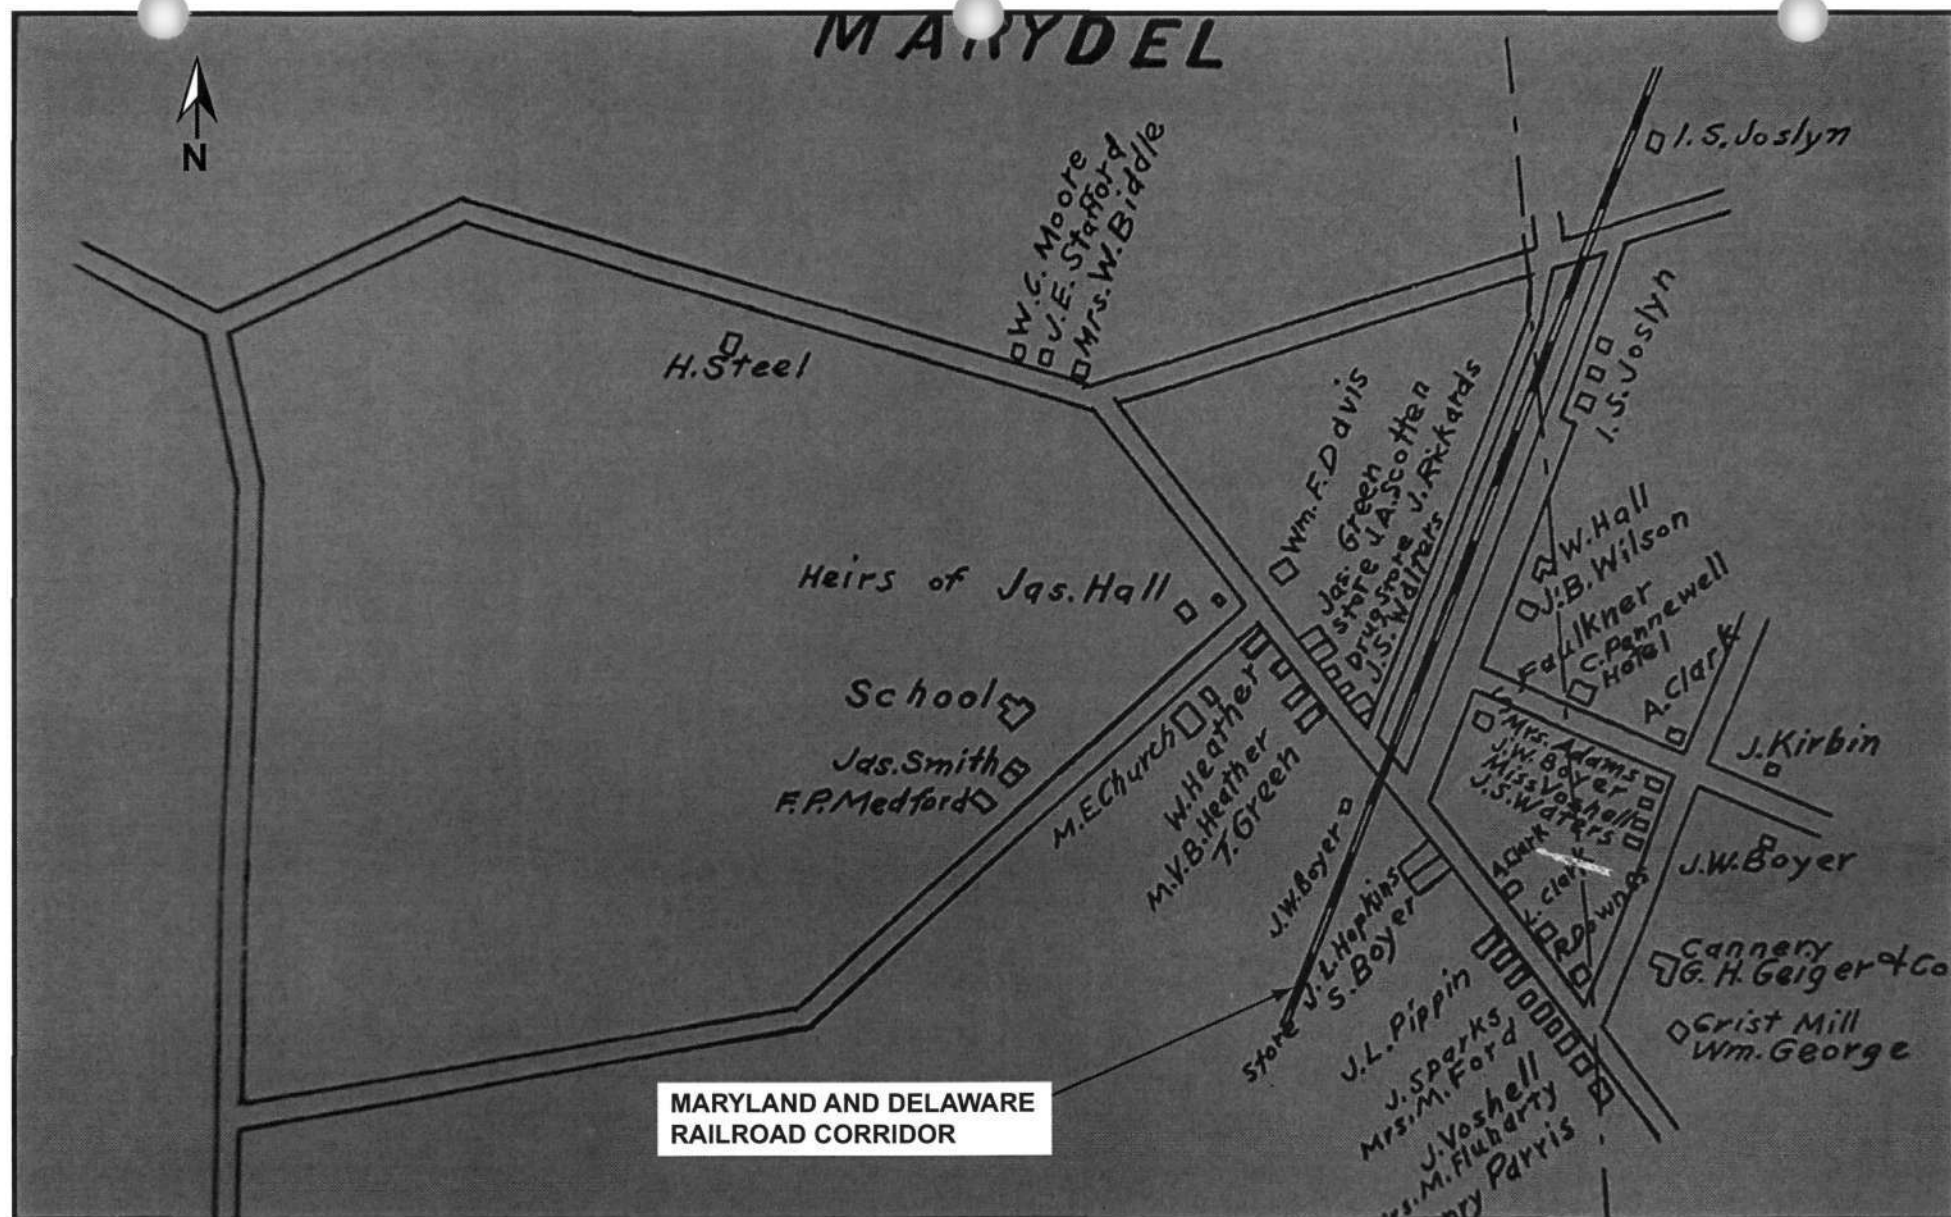 MARYDEL
N
I.S. Joslyn
W.C. Moore
J.E. Stafford
Mrs. W. Biddle
H. Steel
I.S. Joslyn
Wm. F. Davis
Jas. Green
Store J.A. Scotten
Drug Store J. Rickards
J.S. Walters
W. Hall
J.B. Wilson
Faulkner
C. Pennewell
Hotel
A. Clark
J. Kirbin
Heirs of Jas. Hall
School
Jas. Smith
F.P. Medford
M.E. Church
W. Heather
M.V.B. Heather
T. Green
Mrs. Adams
J.W. Boyer
Miss Voshell
J.S. Waters
A Clark
Clark
R Downes
J.W. Boyer
J.W. Boyer
Store J.L. Hopkins
S. Boyer
Cannery
G.H. Geiger & Co
Grist Mill
Wm. George
J.L. Pippin
J. Sparks
Mrs. M. Ford
J. Voshell
rs. M. Fluharty
nry Parris
MARYLAND AND DELAWARE
RAILROAD CORRIDOR